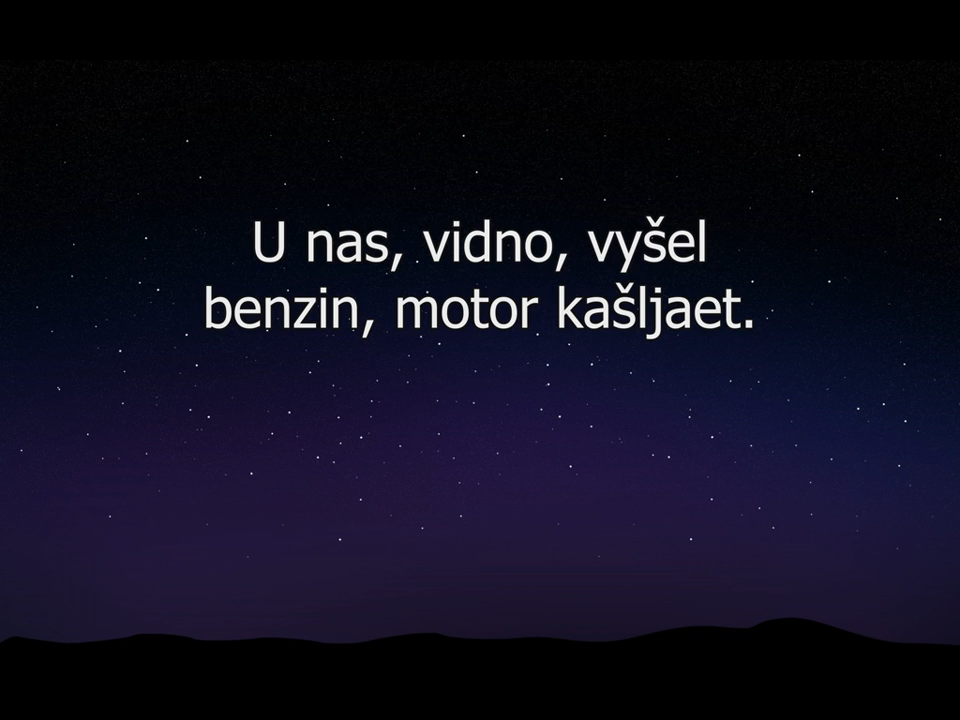 U nas, vidno, vyšel
benzin, motor kašljaet.